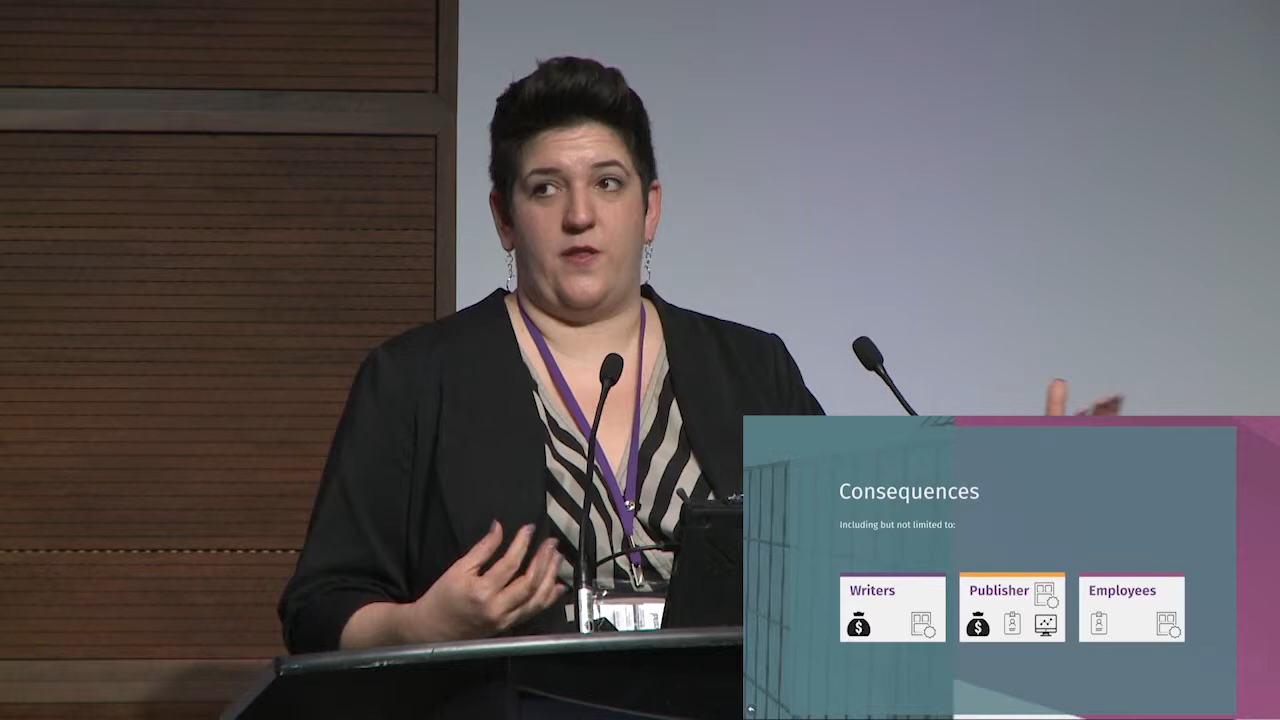 Consequences
Including but not limited to:
Writers
Publisher
Employees